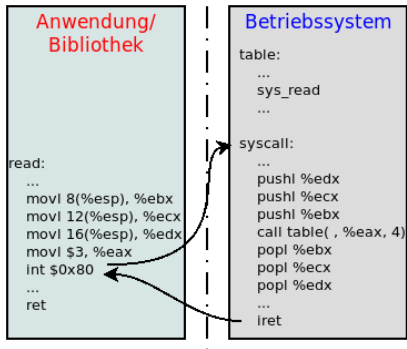 Anwendung/
Bibliothek
read:
...
movl 8(%esp), %ebx
movl 12(%esp), %ecx
movl 16(%esp), %edx
movl $3, %eax
int $0x80
...
ret
Betriebssystem
table:
...
sys_read
...
syscall:
...
pushl %edx
pushl %ecx
pushl %ebx
call table( , %eax, 4)
popl %ebx
popl %ecx
popl %edx
...
iret